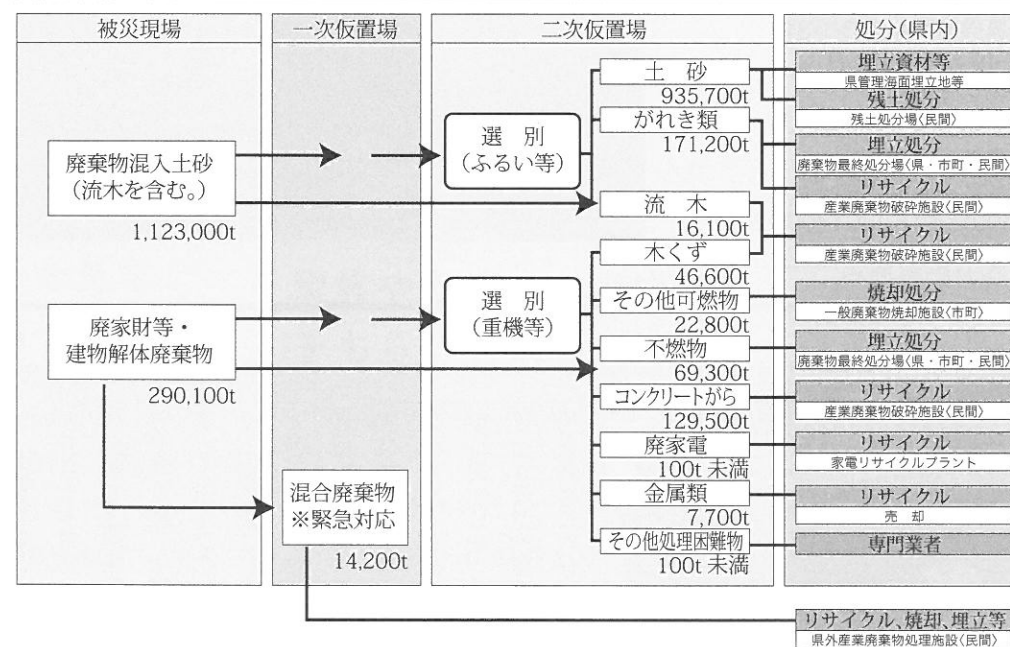 被災現場
一次仮置場
二次仮置場
処分(県内)
廃棄物混入土砂
(流木を含む。)
1,123,000t
廃家財等・
建物解体廃棄物
290,100t
混合廃棄物
※緊急対応
14,200t
選 別
(ふるい等)
選 別
(重機等)
土 砂
935,700t
がれき類
171,200t
流 木
16,100t
木くず
46,600t
その他可燃物
22,800t
不燃物
69,300t
コンクリートがら
129,500t
廃家電
100t 未満
金属類
7,700t
その他処理困難物
100t 未満
埋立資材等
県管理海面埋立地等
残土処分
残土処分場〈民間〉
埋立処分
廃棄物最終処分場〈県・市町・民間〉
リサイクル
産業廃棄物破砕施設〈民間〉
リサイクル
産業廃棄物破砕施設〈民間〉
焼却処分
一般廃棄物焼却施設〈市町〉
埋立処分
廃棄物最終処分場〈県・市町・民間〉
リサイクル
産業廃棄物破砕施設〈民間〉
リサイクル
家電リサイクルプラント
リサイクル
売 却
専門業者
リサイクル、焼却、埋立等
県外産業廃棄物処理施設〈民間〉